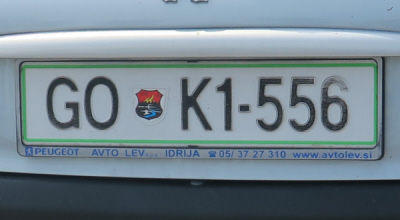 GO K1-556
PEUGEOT AVTO LEV... IDRIJA ☎ 05/ 37 27 310 www.avtolev.si